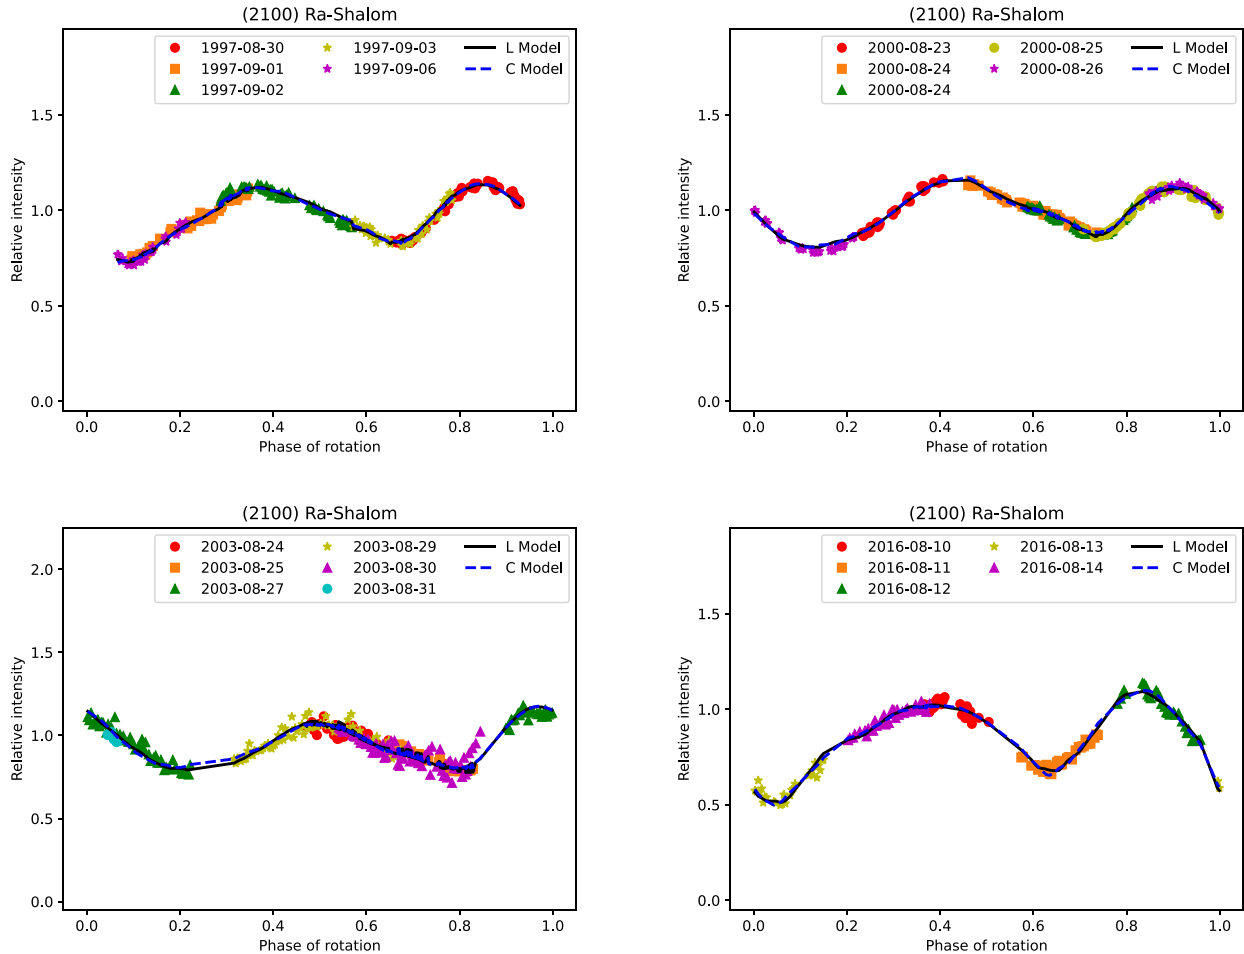 (2100) Ra-Shalom
1997-08-30
1997-09-01
1997-09-02
1997-09-03
1997-09-06
L Model
C Model
1.5
1.0
0.5
0.0
Relative intensity
0.0 0.2 0.4 0.6 0.8 1.0
Phase of rotation
(2100) Ra-Shalom
2000-08-23
2000-08-24
2000-08-24
2000-08-25
2000-08-26
L Model
C Model
1.5
1.0
0.5
0.0
Relative intensity
0.0 0.2 0.4 0.6 0.8 1.0
Phase of rotation
(2100) Ra-Shalom
2003-08-24
2003-08-25
2003-08-27
2003-08-29
2003-08-30
2003-08-31
L Model
C Model
2.0
1.5
1.0
0.5
0.0
Relative intensity
0.0 0.2 0.4 0.6 0.8 1.0
Phase of rotation
(2100) Ra-Shalom
2016-08-10
2016-08-11
2016-08-12
2016-08-13
2016-08-14
L Model
C Model
1.5
1.0
0.5
0.0
Relative intensity
0.0 0.2 0.4 0.6 0.8 1.0
Phase of rotation